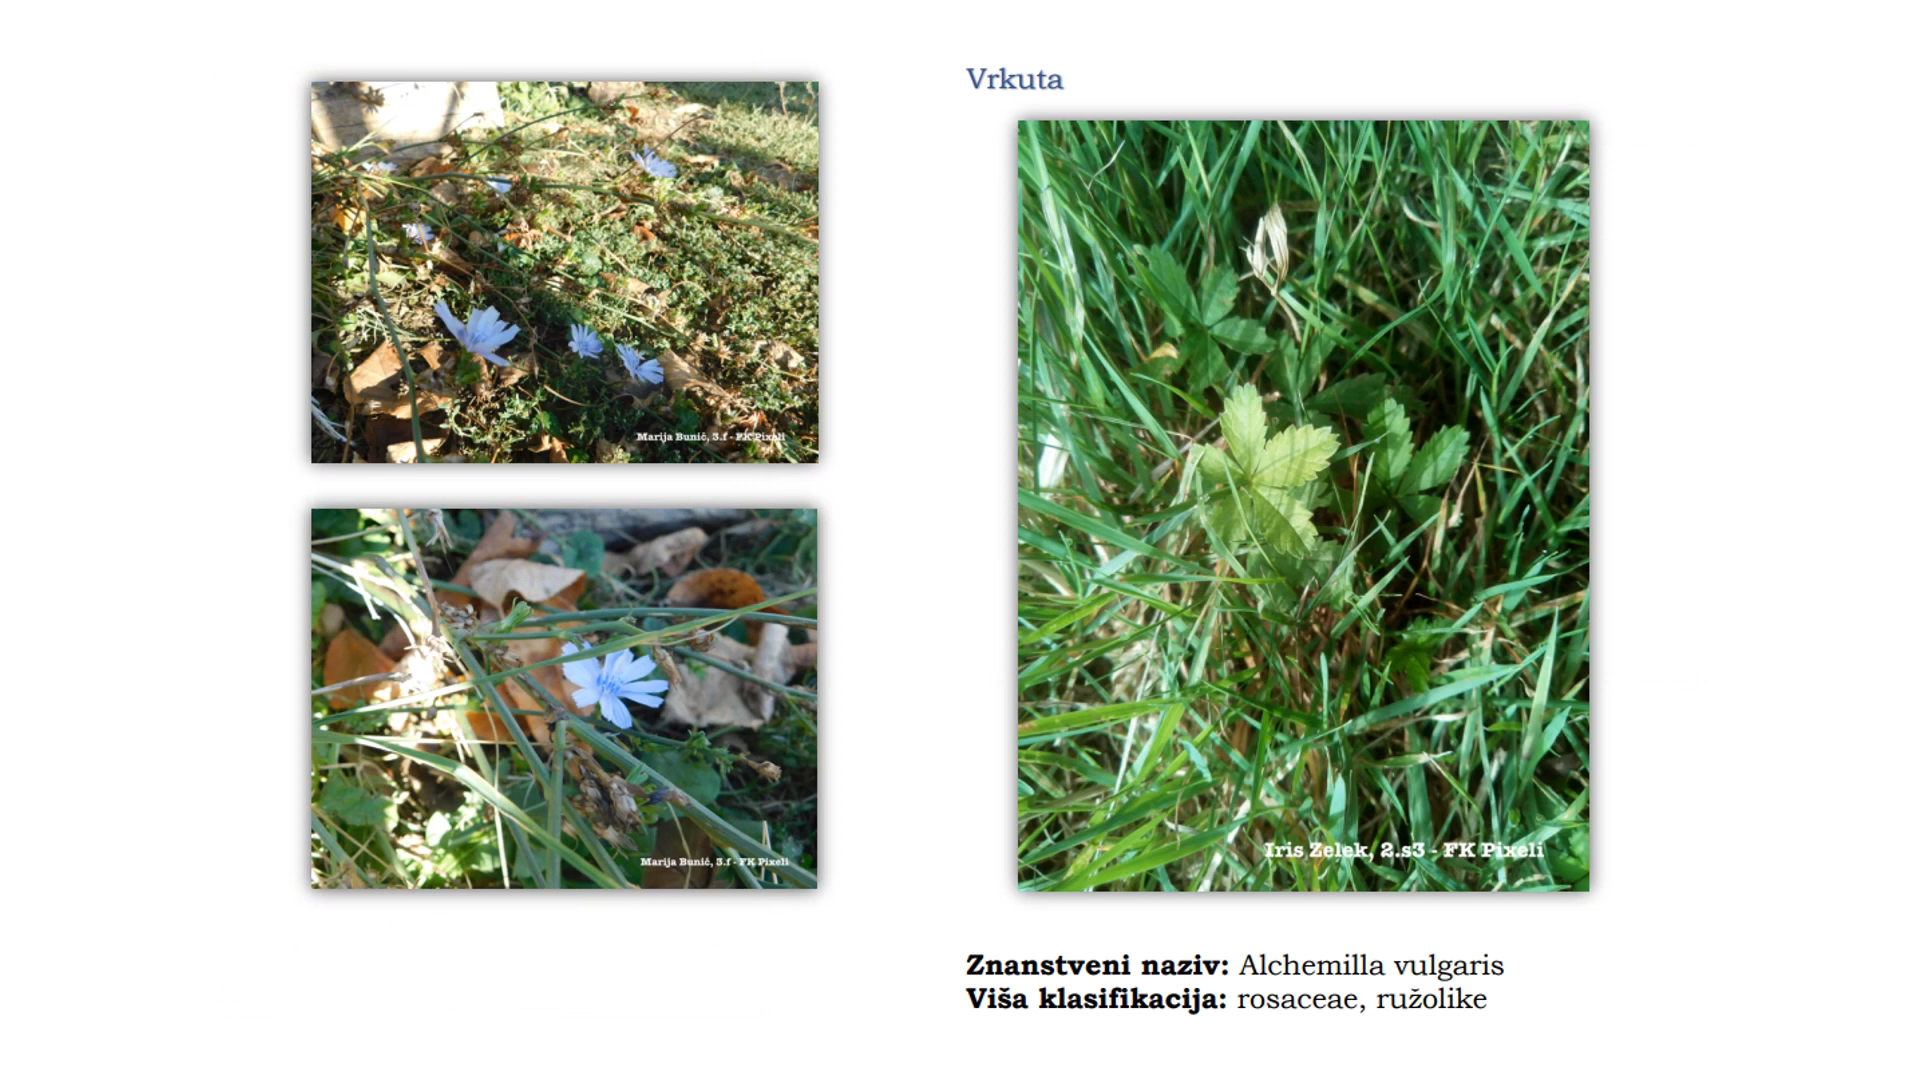 Marija Bunić, 3.f - FK Pixeli
Marija Bunić, 3.f - FK Pixeli
Vrkuta
Iris Zelek, 2.s3 - FK Pixeli
Znanstveni naziv: Alchemilla vulgaris
Viša klasifikacija: rosaceae, ružolike